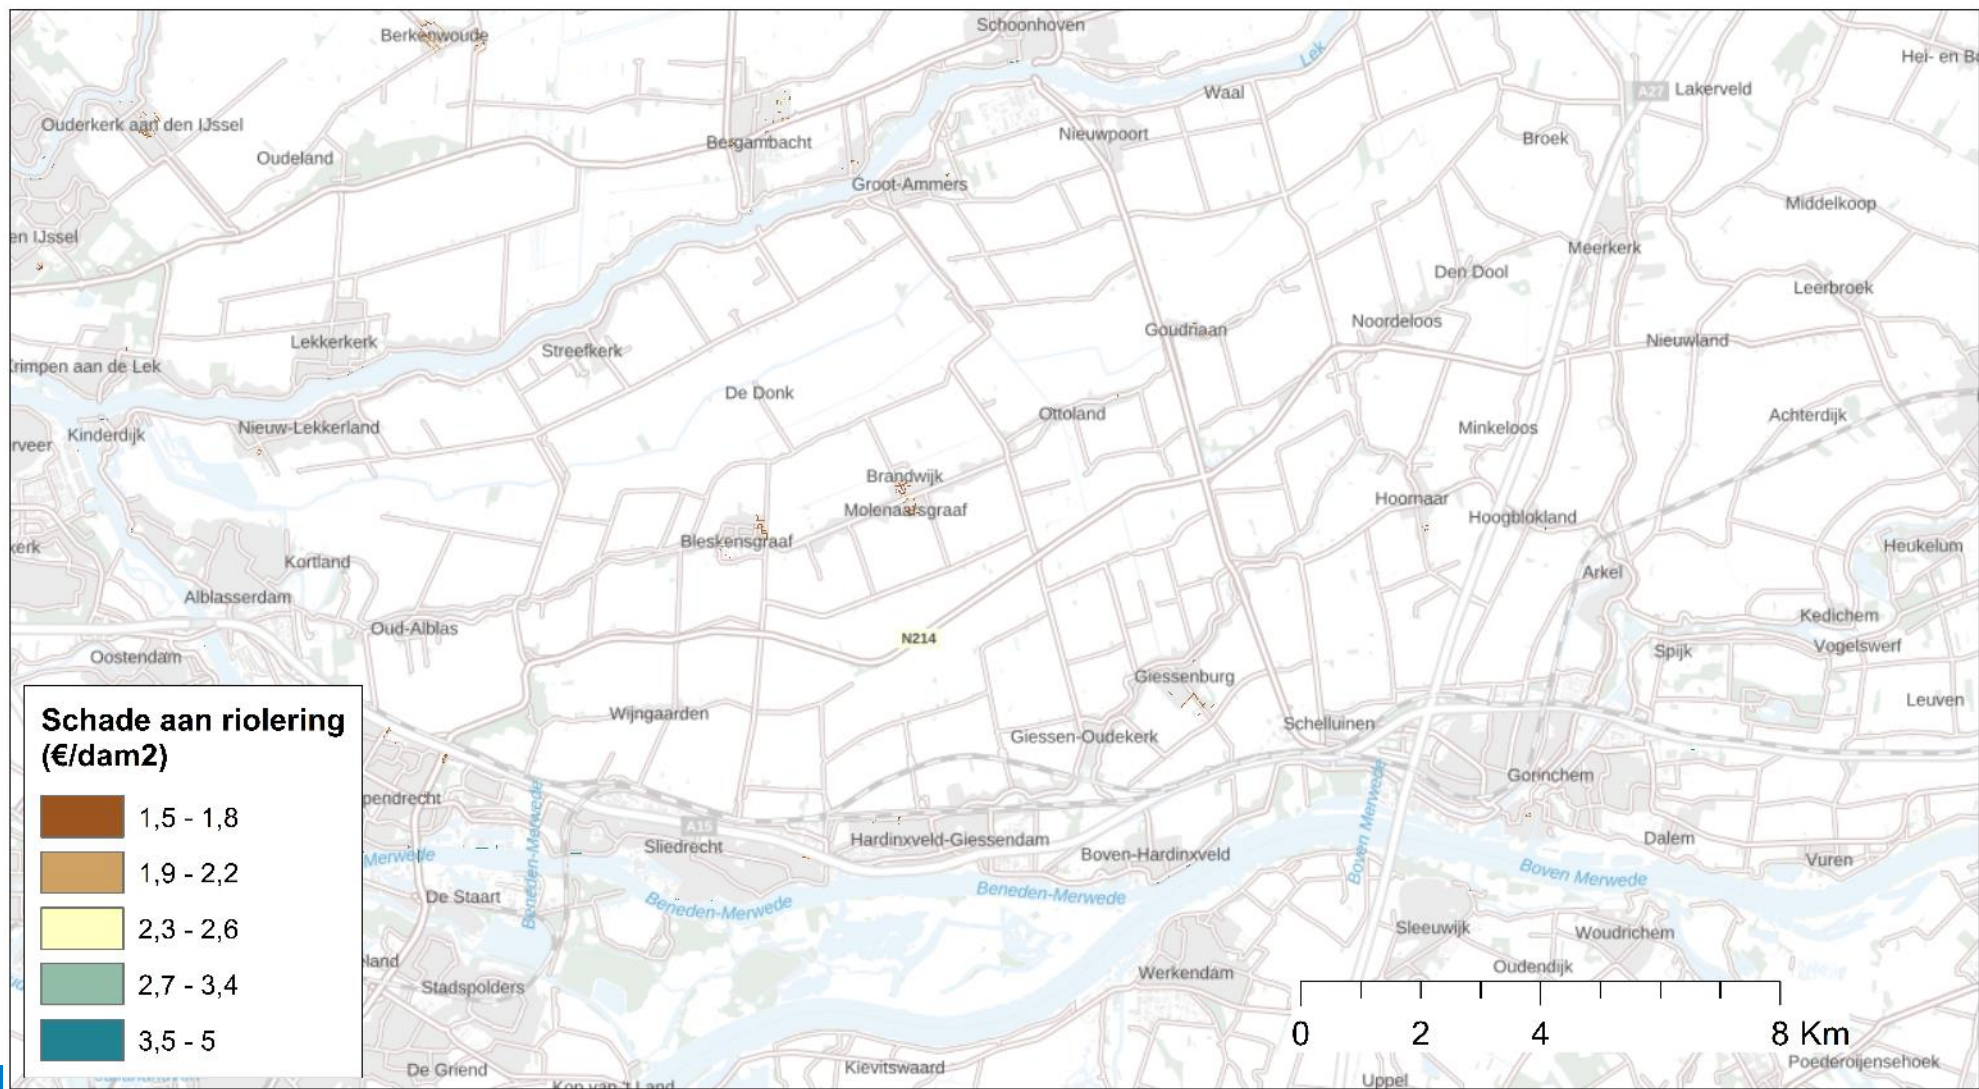 Schoonhoven
Berkenwoude
Lek
Hei- en Bo
A27
Lakerveld
Waal
Ouderkerk aan den IJssel
Nieuwpoort
Broek
Bergambacht
Oudeland
Groot-Ammers
Middelkoop
en IJssel
Meerkerk
Den Dool
Leerbroek
Noordeloos
Goudriaan
Nieuwland
Lekkerkerk
Streefkerk
Krimpen aan de Lek
De Donk
Ottoland
Achterdijk
Nieuw-Lekkerland
Minkeloos
Kinderdijk
rveer
Brandwijk
Hoornaar
Molenaarsgraaf
Hoogblokland
Bleskensgraaf
Heukelum
kerk
Kortland
Arkel
Alblasserdam
Kedichem
Oud-Alblas
N214
Vogelswerf
Spijk
Oostendam
Giessenburg
Leuven
Wijngaarden
Schelluinen
Giessen-Oudekerk
Schade aan riolering
(€/dam2)
1,5 - 1,8
1,9 - 2,2
2,3 - 2,6
2,7 - 3,4
3,5 - 5
Gorinchem
pendrecht
A15
Sliedrecht
Hardinxveld-Giessendam
Dalem
Boven-Hardinxveld
Vuren
Merwede
Beneden-Merwede
Boven Merwede
Boven Merwede
De Staart
Beneden-Merwede
Beneden-Merwede
Sleeuwijk
Woudrichem
land
Oudendijk
Werkendam
Stadspolders
0 2 4 8 Km
Poederoijensehoek
De Griend
Kievitswaard
Uppel
Kop van 't Land